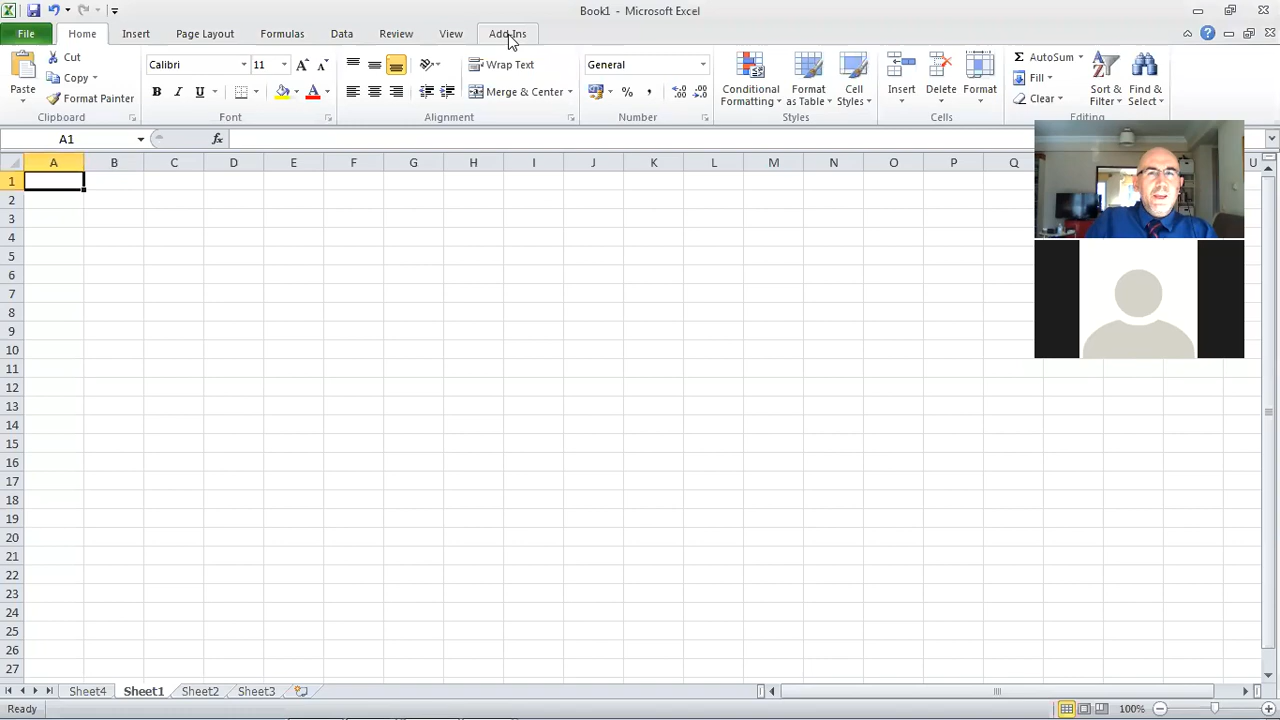 Book1 - Microsoft Excel
File Home Insert Page Layout Formulas Data Review View Add-Ins
Paste
Cut
Copy
Format Painter
Clipboard
Calibri 11
B I U
Font
Wrap Text
Merge & Center
Alignment
General
%
Number
Conditional Formatting
Format as Table
Cell Styles
Styles
Insert
Delete
Format
Cells
AutoSum
Fill
Clear
Sort & Filter
Find & Select
Editing
A1 fx
A B C D E F G H I J K L M N O P Q U
1
2
3
4
5
6
7
8
9
10
11
12
13
14
15
16
17
18
19
20
21
22
23
24
25
26
27
Sheet4 Sheet1 Sheet2 Sheet3
Ready 100%